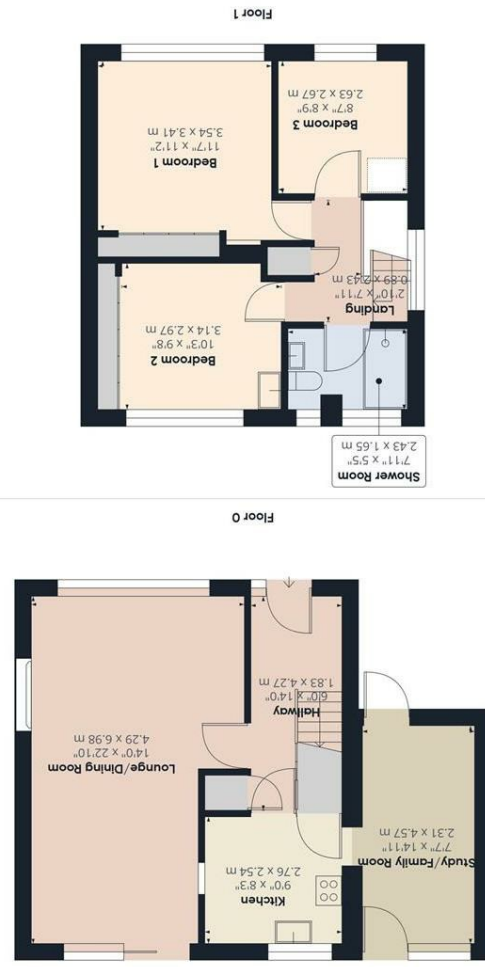 Kitchen
9'0" x 8'3"
2.76 x 2.54 m
Study/Family Room
7'7" x 14'11"
2.31 x 4.57 m
Lounge/Dining Room
14'0" x 22'10"
4.29 x 6.98 m
Hallway
6'0" x 14'0"
1.83 x 4.27 m
Floor 0
Shower Room
7'11" x 5'5"
2.43 x 1.65 m
Bedroom 2
10'3" x 9'8"
3.14 x 2.97 m
Landing
2'10" x 7'11"
0.89 x 2.43 m
Bedroom 1
11'7" x 11'2"
3.54 x 3.41 m
Bedroom 3
8'7" x 8'9"
2.63 x 2.67 m
Floor 1